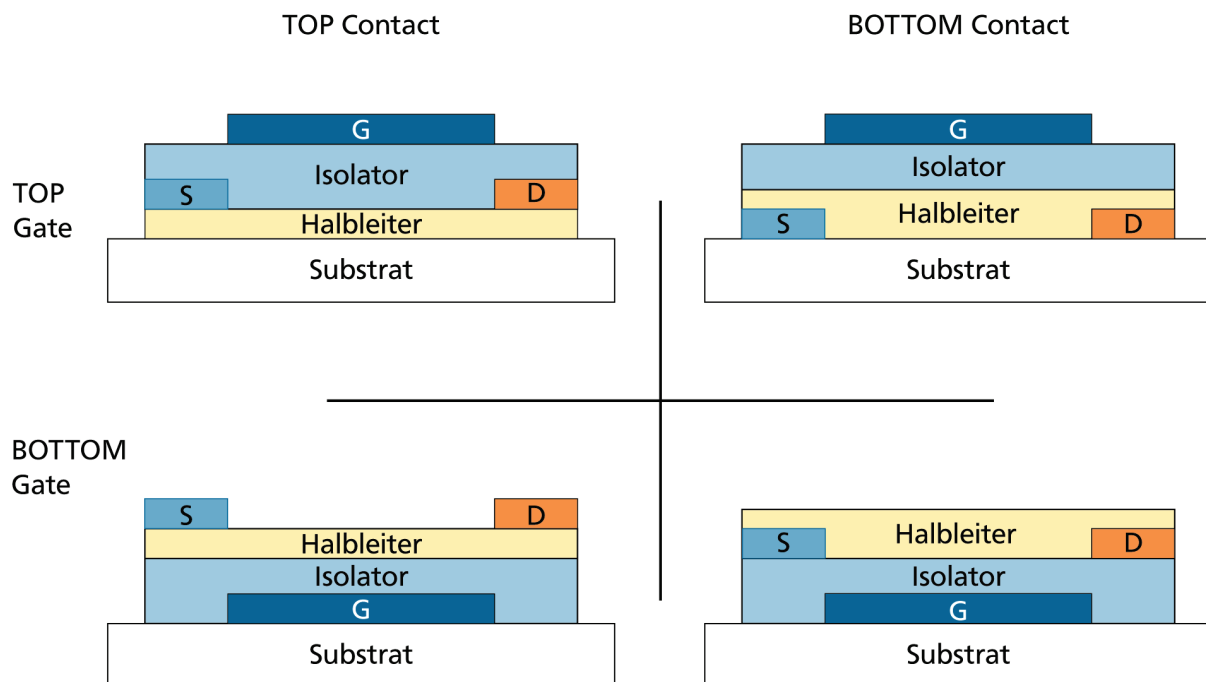 TOP Contact
BOTTOM Contact
TOP
Gate
G
Isolator
S
D
Halbleiter
Substrat
G
Isolator
Halbleiter
S
D
Substrat
BOTTOM
Gate
S
D
Halbleiter
Isolator
G
Substrat
Halbleiter
S
D
Isolator
G
Substrat